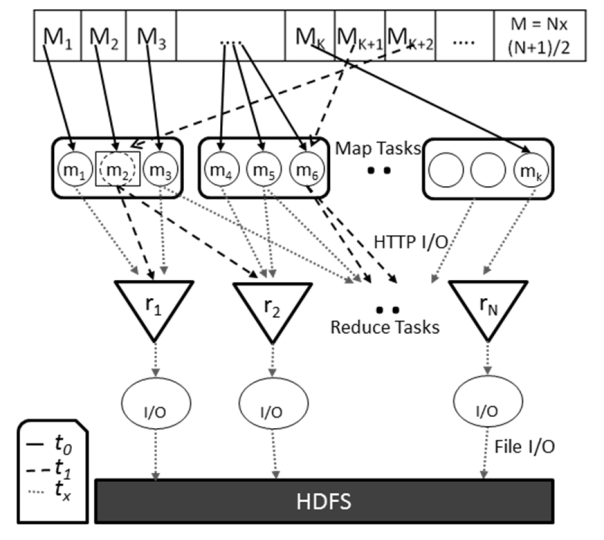 M1 M2 M3 .... MK MK+1 MK+2 .... M = Nx
(N+1)/2
Map Tasks
m1 m2 m3 m4 m5 m6 mk
HTTP I/O
r1 r2 rN
Reduce Tasks
I/O I/O I/O
File I/O
t0
t1
tx
HDFS